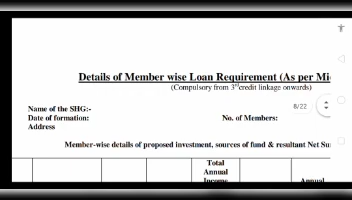 Details of Member wise Loan Requirement (As per Mi
(Compulsory from 3rd credit linkage onwards)
8/22
Name of the SHG:-
Date of formation: No. of Members:
Address
Member-wise details of proposed investment, sources of fund & resultant Net Su
Total
Annual
Income
Annual